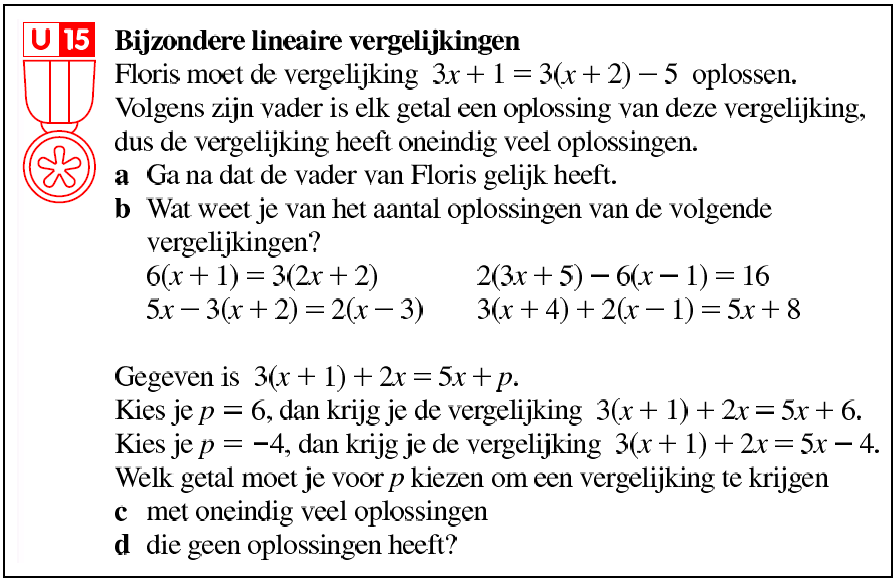 U 15 Bijzondere lineaire vergelijkingen
Floris moet de vergelijking 3x + 1 = 3(x + 2) − 5 oplossen.
Volgens zijn vader is elk getal een oplossing van deze vergelijking,
dus de vergelijking heeft oneindig veel oplossingen.
a Ga na dat de vader van Floris gelijk heeft.
b Wat weet je van het aantal oplossingen van de volgende
vergelijkingen?
6(x + 1) = 3(2x + 2) 2(3x + 5) − 6(x − 1) = 16
5x − 3(x + 2) = 2(x − 3) 3(x + 4) + 2(x − 1) = 5x + 8
Gegeven is 3(x + 1) + 2x = 5x + p.
Kies je p = 6, dan krijg je de vergelijking 3(x + 1) + 2x = 5x + 6.
Kies je p = −4, dan krijg je de vergelijking 3(x + 1) + 2x = 5x − 4.
Welk getal moet je voor p kiezen om een vergelijking te krijgen
c met oneindig veel oplossingen
d die geen oplossingen heeft?